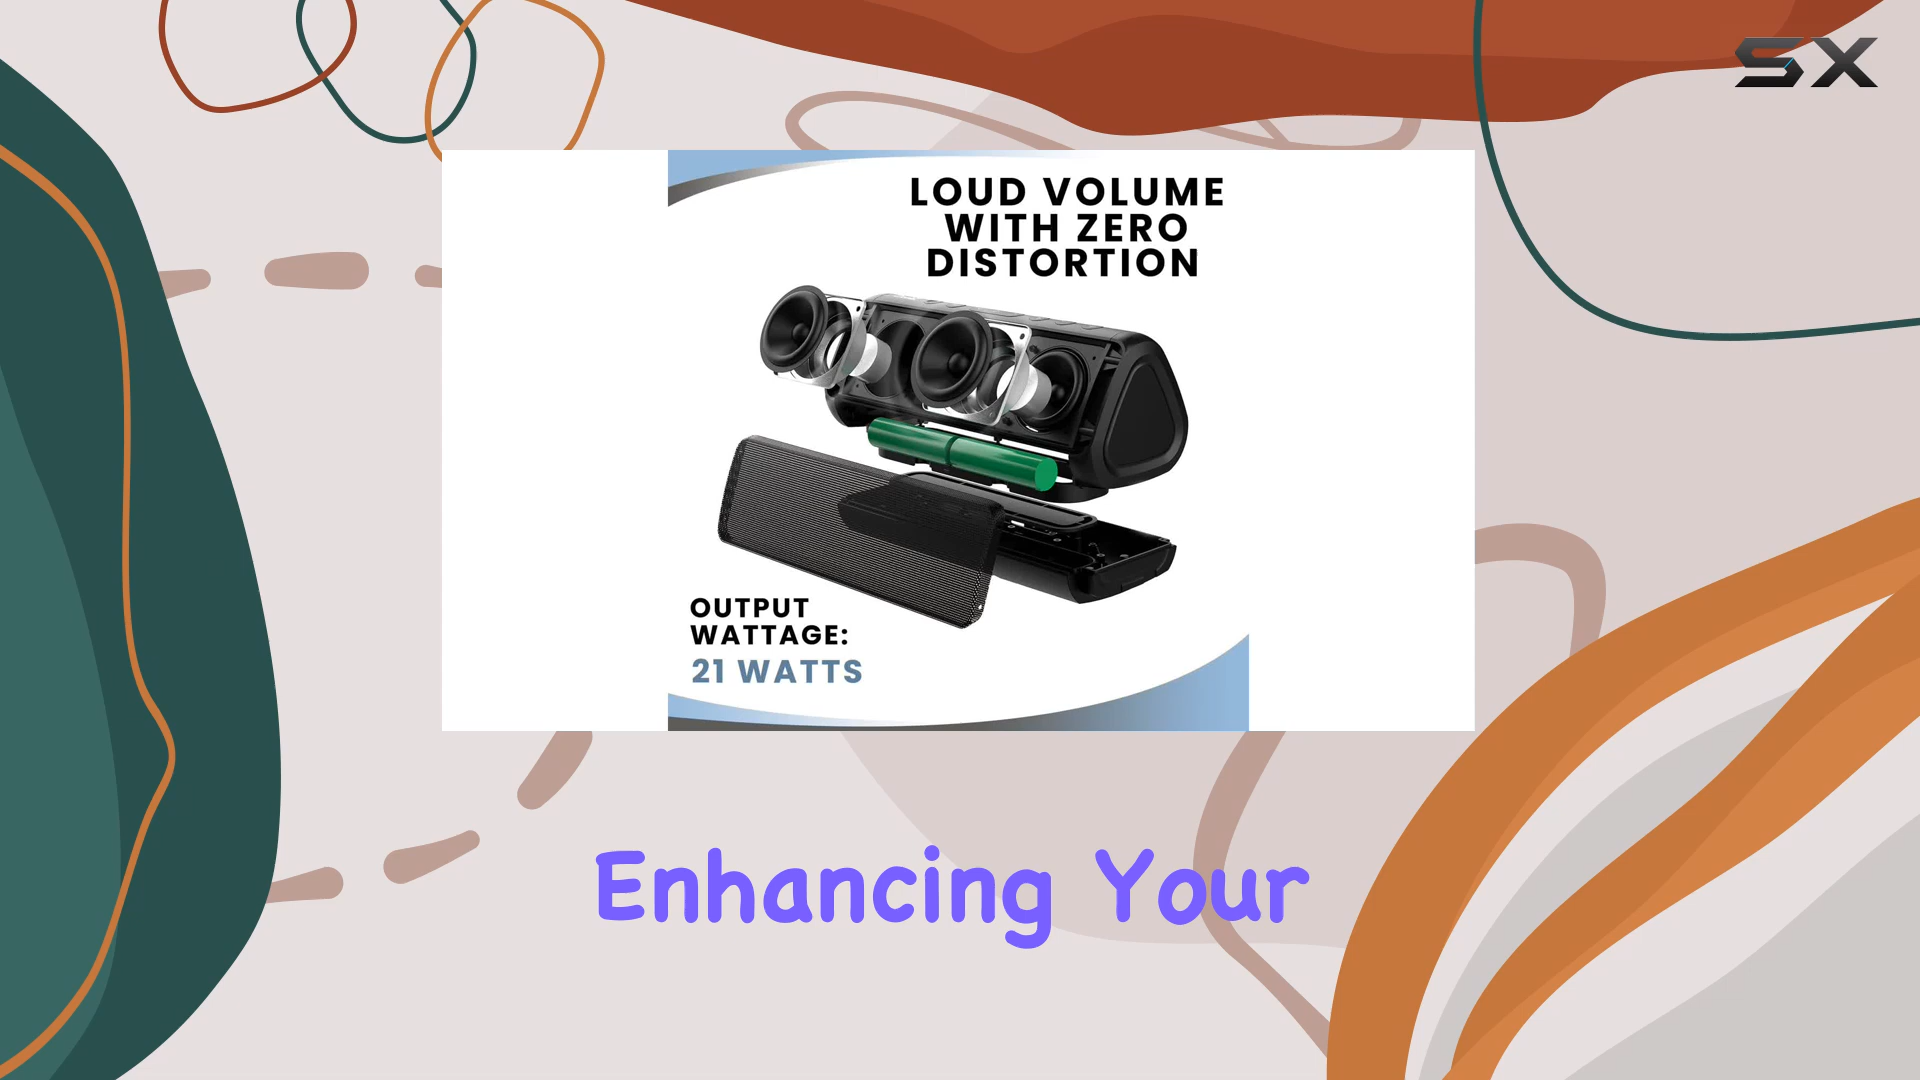 SX
LOUD VOLUME
WITH ZERO
DISTORTION
OUTPUT
WATTAGE:
21 WATTS
Enhancing Your